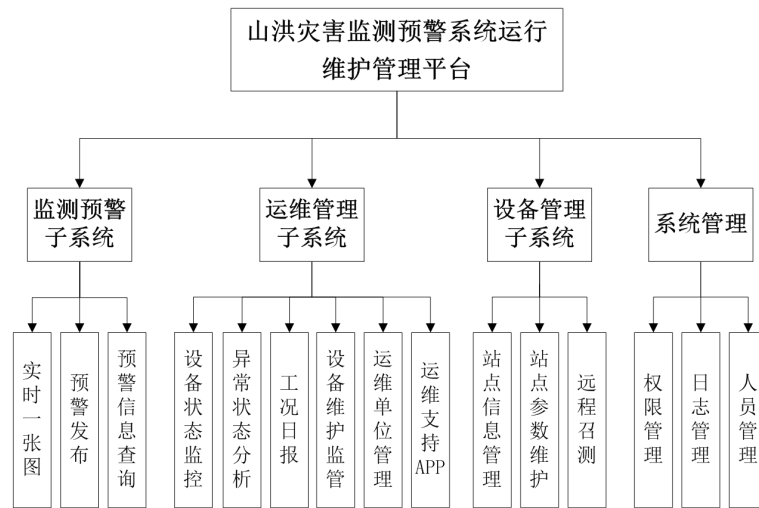 山洪灾害监测预警系统运行
维护管理平台
监测预警
子系统
运维管理
子系统
设备管理
子系统
系统管理
实时一张图
预警发布
预警信息查询
设备状态监控
异常状态分析
工况日报
设备维护监管
运维单位管理
运维支持APP
站点信息管理
站点参数维护
远程召测
权限管理
日志管理
人员管理